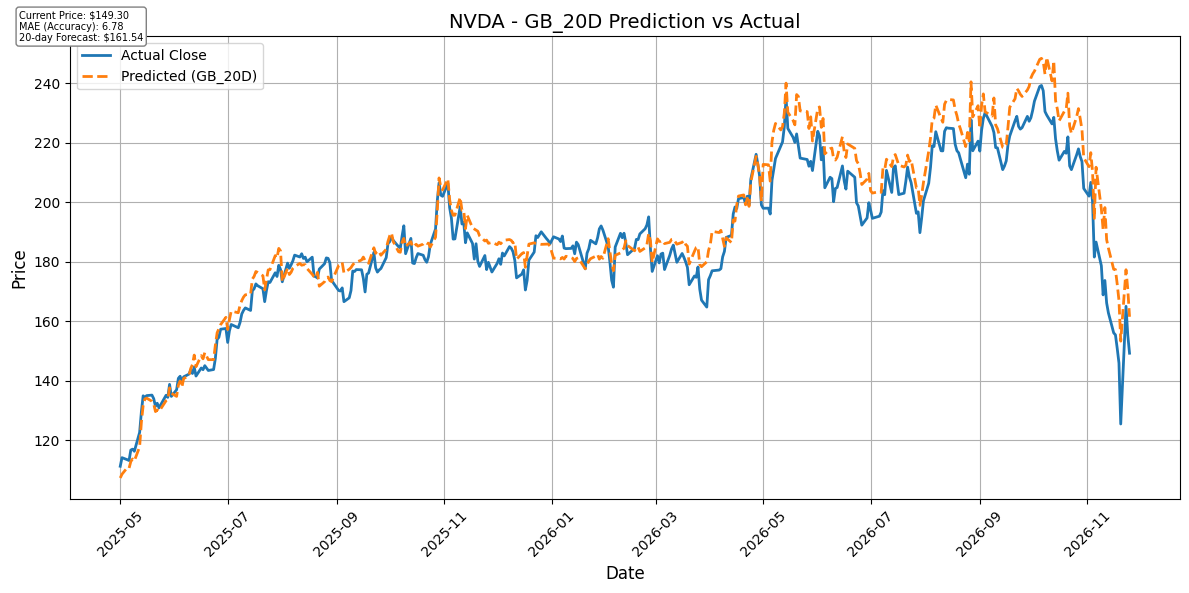 NVDA - GB_20D Prediction vs Actual
Current Price: $149.30
MAE (Accuracy): 6.78
20-day Forecast: $161.54
Actual Close
Predicted (GB_20D)
Price
240
220
200
180
160
140
120
2025-05
2025-07
2025-09
2025-11
2026-01
2026-03
2026-05
2026-07
2026-09
2026-11
Date